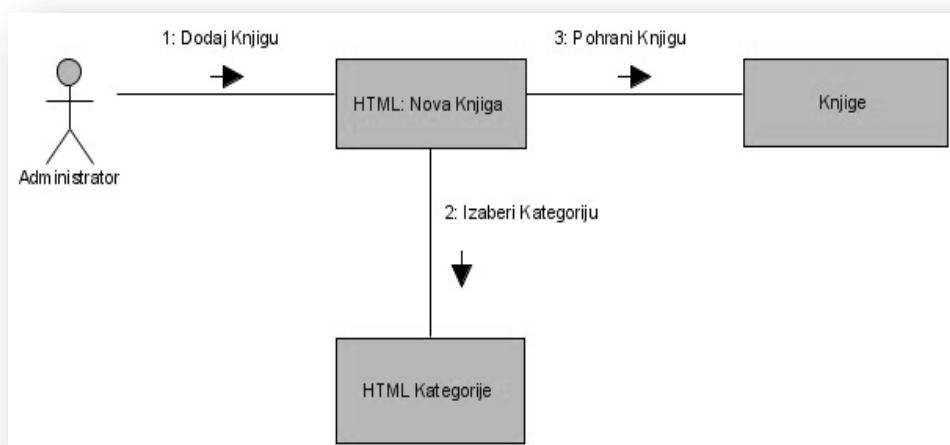 1: Dodaj Knjigu
3: Pohrani Knjigu
HTML: Nova Knjiga
Knjige
Administrator
2: Izaberi Kategoriju
HTML Kategorije